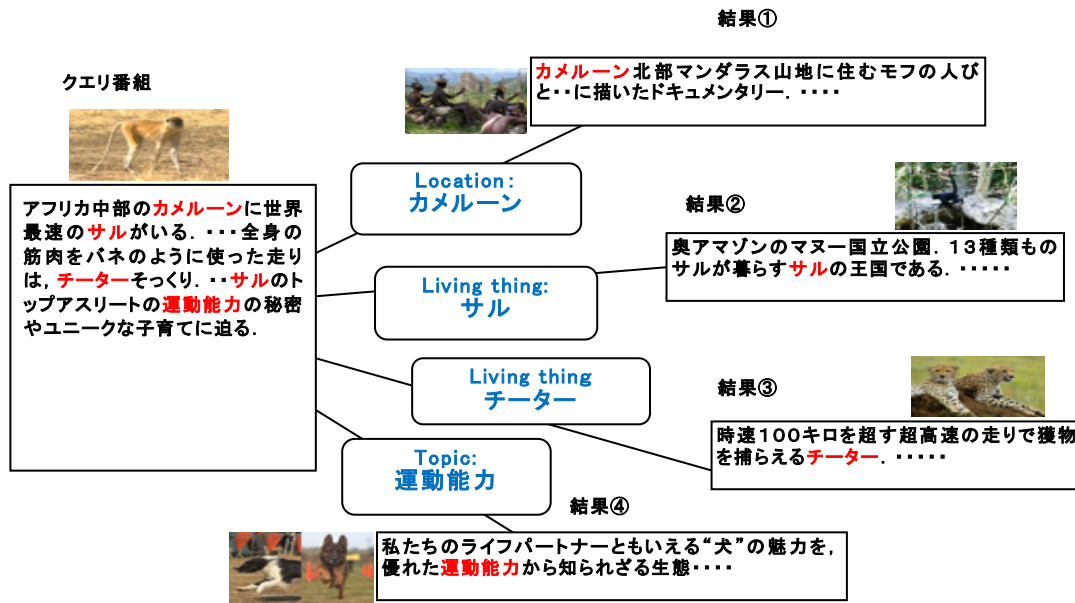 結果①
クエリ番組
カメルーン北部マンダラス山地に住むモフの人び
と・・に描いたドキュメンタリー．・・・・
Location：
カメルーン
アフリカ中部のカメルーンに世界
最速のサルがいる．・・・全身の
筋肉をバネのように使った走り
は，チーターそっくり．・・サルのト
ップアスリートの運動能力の秘密
やユニークな子育てに迫る．
結果②
奥アマゾンのマヌー国立公園．１３種類もの
サルが暮らすサルの王国である．・・・・・
Living thing:
サル
Living thing
チーター
結果③
時速１００キロを超す超高速の走りで獲物
を捕らえるチーター．・・・・・
Topic:
運動能力
結果④
私たちのライフパートナーともいえる“犬”の魅力を，
優れた運動能力から知られざる生態・・・・